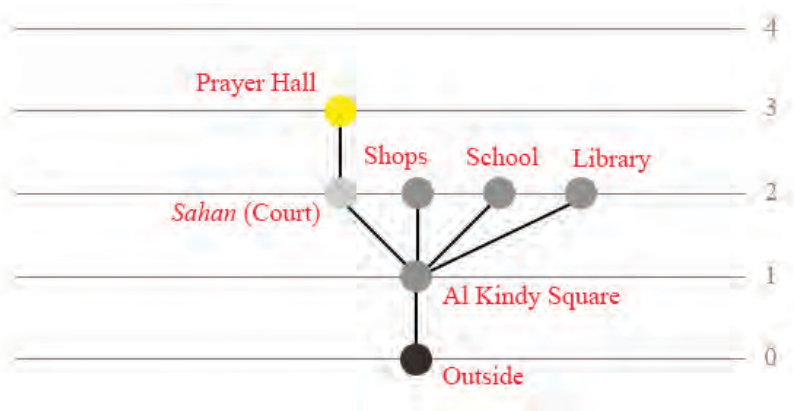 4
Prayer Hall
3
Shops School Library
2
Sahan (Court)
1
Al Kindy Square
0
Outside